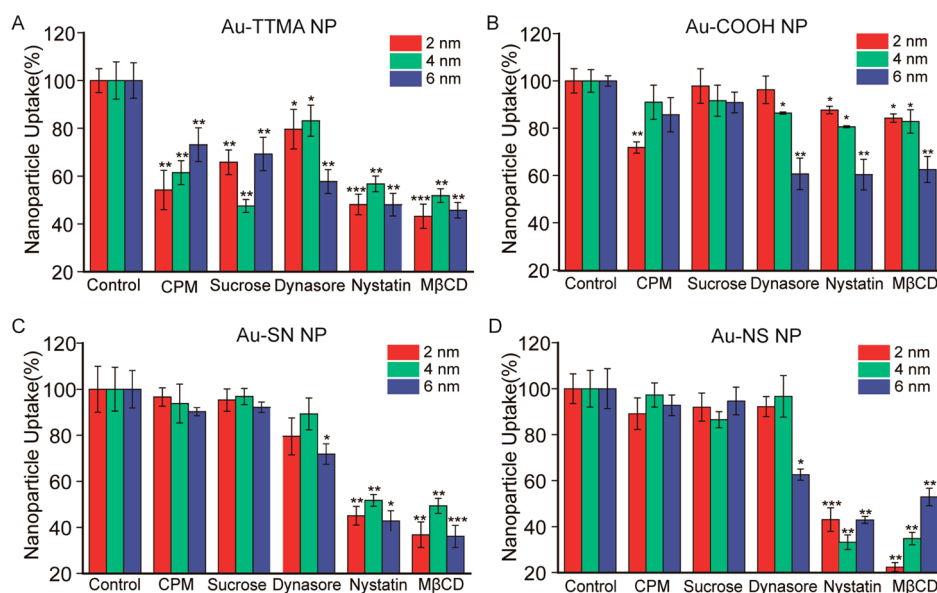 A
Au-TTMA NP
120
100
80
60
40
20
Nanoparticle Uptake(%)
2 nm
4 nm
6 nm
** ** **
** ** **
* * **
*** ** **
*** ** **
Control CPM Sucrose Dynasore Nystatin MβCD
B
Au-COOH NP
120
100
80
60
40
20
Nanoparticle Uptake(%)
2 nm
4 nm
6 nm
**
* **
* * **
* * **
Control CPM Sucrose Dynasore Nystatin MβCD
C
Au-SN NP
120
100
80
60
40
20
Nanoparticle Uptake(%)
2 nm
4 nm
6 nm
*
** ** *
** ** ***
Control CPM Sucrose Dynasore Nystatin MβCD
D
Au-NS NP
120
100
80
60
40
20
Nanoparticle Uptake(%)
2 nm
4 nm
6 nm
*
*** ** **
** ** **
Control CPM Sucrose Dynasore Nystatin MβCD